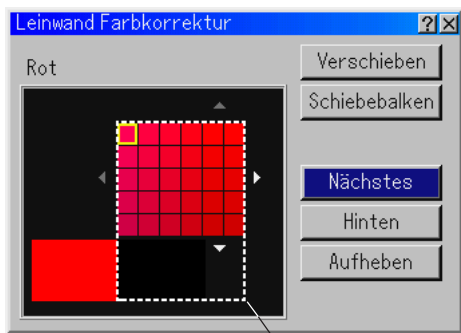 Leinwand Farbkorrektur
Rot
Verschieben
Schiebebalken
Nächstes
Hinten
Aufheben